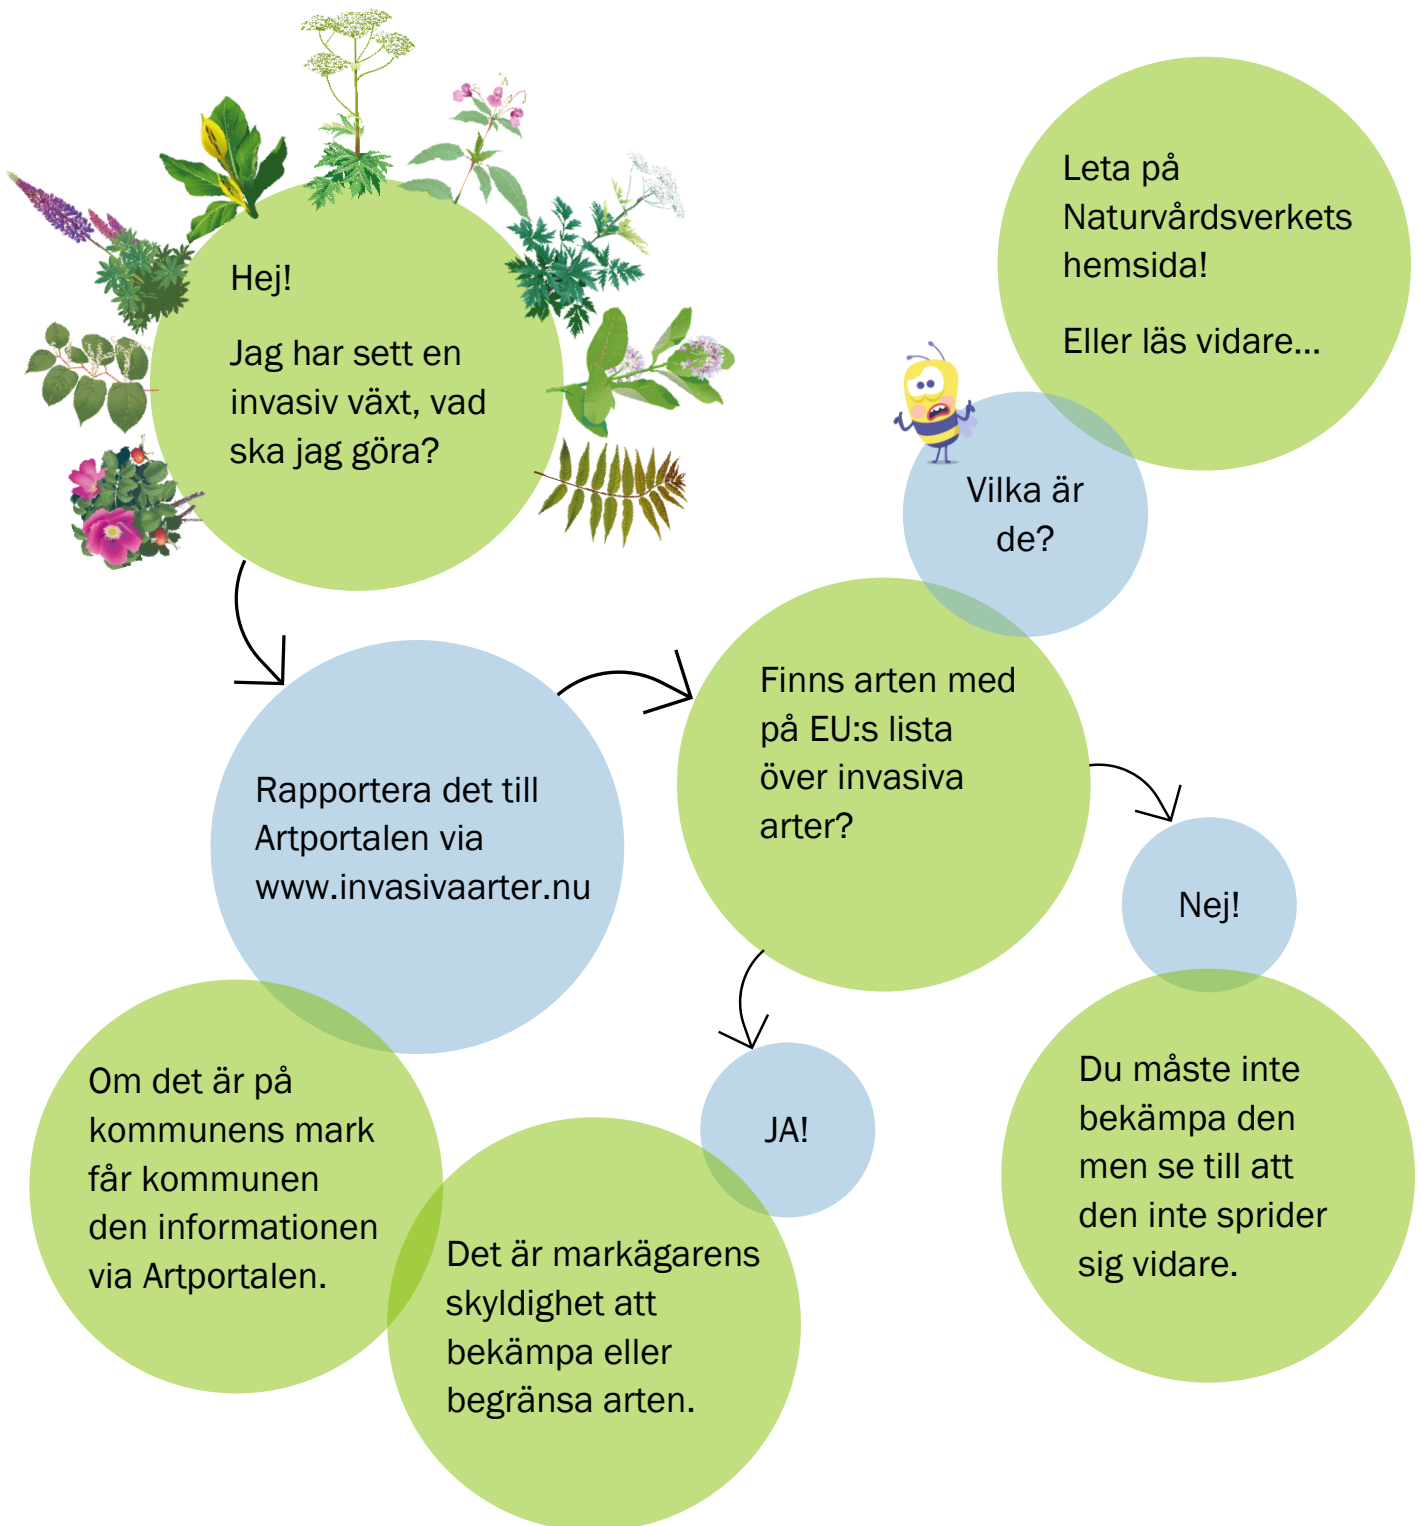 Hej!
Jag har sett en
invasiv växt, vad
ska jag göra?
Leta på
Naturvårdsverkets
hemsida!
Eller läs vidare...
Vilka är
de?
Rapportera det till
Artportalen via
www.invasivaarter.nu
Finns arten med
på EU:s lista
över invasiva
arter?
Nej!
Om det är på
kommunens mark
får kommunen
den informationen
via Artportalen.
JA!
Det är markägarens
skyldighet att
bekämpa eller
begränsa arten.
Du måste inte
bekämpa den
men se till att
den inte sprider
sig vidare.